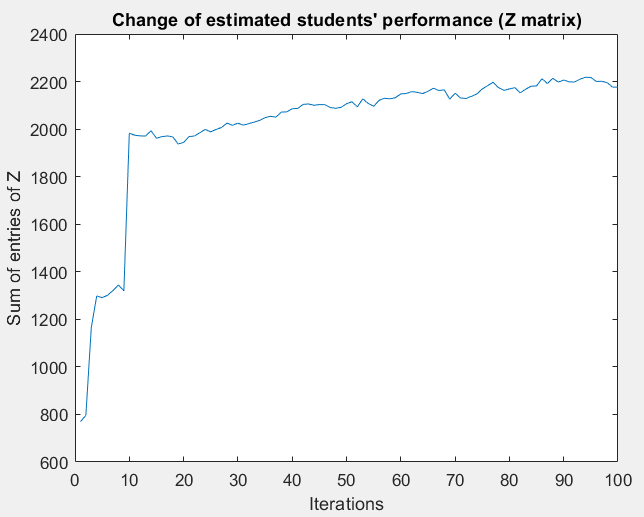 Change of estimated students' performance (Z matrix)
2400
2200
2000
1800
1600
1400
1200
1000
800
600
Sum of entries of Z
0 10 20 30 40 50 60 70 80 90 100
Iterations